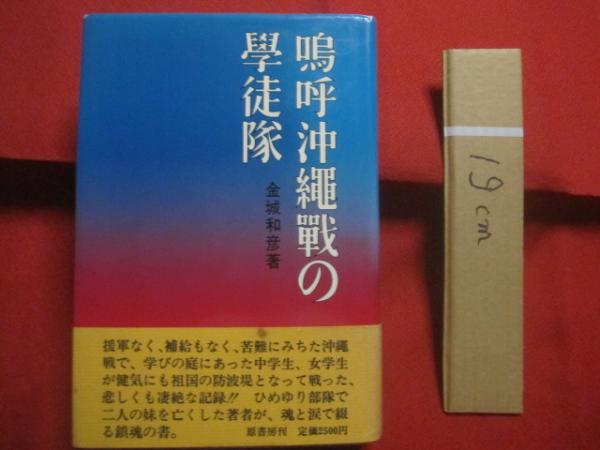 嗚呼沖繩戰の
學徒隊
金城和彦著
援軍なく、補給もなく、苦難にみちた沖縄
戦で、学びの庭にあった中学生、女学生
が健気にも祖国の防波堤となって戦った、
悲しくも凄絶な記録!! ひめゆり部隊で
二人の妹を亡くした著者が、魂と涙で綴
る鎮魂の書。 原書房刊 定価2500円
19cm